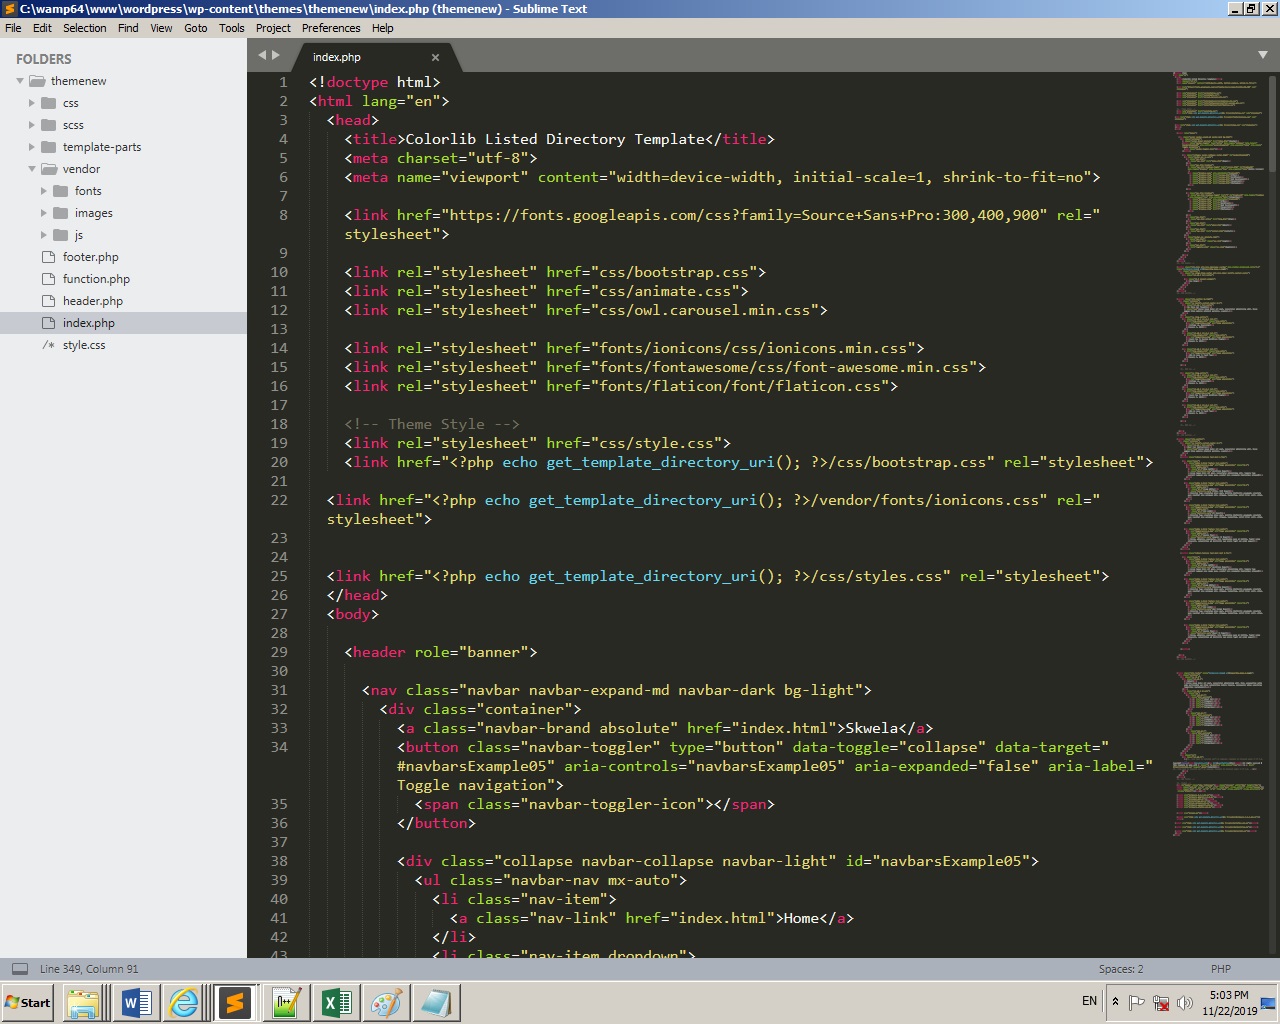 C:\wamp64\www\wordpress\wp-content\themes\themenew\index.php (themenew) - Sublime Text
File Edit Selection Find View Goto Tools Project Preferences Help
FOLDERS
themenew
css
scss
template-parts
vendor
fonts
images
js
footer.php
function.php
header.php
index.php
/* style.css
index.php ×
1 <!doctype html>
2 <html lang="en">
3 <head>
4 <title>Colorlib Listed Directory Template</title>
5 <meta charset="utf-8">
6 <meta name="viewport" content="width=device-width, initial-scale=1, shrink-to-fit=no">
7
8 <link href="https://fonts.googleapis.com/css?family=Source+Sans+Pro:300,400,900" rel="
stylesheet">
9
10 <link rel="stylesheet" href="css/bootstrap.css">
11 <link rel="stylesheet" href="css/animate.css">
12 <link rel="stylesheet" href="css/owl.carousel.min.css">
13
14 <link rel="stylesheet" href="fonts/ionicons/css/ionicons.min.css">
15 <link rel="stylesheet" href="fonts/fontawesome/css/font-awesome.min.css">
16 <link rel="stylesheet" href="fonts/flaticon/font/flaticon.css">
17
18 <!-- Theme Style -->
19 <link rel="stylesheet" href="css/style.css">
20 <link href="<?php echo get_template_directory_uri(); ?>/css/bootstrap.css" rel="stylesheet">
21
22 <link href="<?php echo get_template_directory_uri(); ?>/vendor/fonts/ionicons.css" rel="
stylesheet">
23
24
25 <link href="<?php echo get_template_directory_uri(); ?>/css/styles.css" rel="stylesheet">
26 </head>
27 <body>
28
29 <header role="banner">
30
31 <nav class="navbar navbar-expand-md navbar-dark bg-light">
32 <div class="container">
33 <a class="navbar-brand absolute" href="index.html">Skwela</a>
34 <button class="navbar-toggler" type="button" data-toggle="collapse" data-target="
#navbarsExample05" aria-controls="navbarsExample05" aria-expanded="false" aria-label="
Toggle navigation">
35 <span class="navbar-toggler-icon"></span>
36 </button>
37
38 <div class="collapse navbar-collapse navbar-light" id="navbarsExample05">
39 <ul class="navbar-nav mx-auto">
40 <li class="nav-item">
41 <a class="nav-link" href="index.html">Home</a>
42 </li>
43 <li class="nav-item dropdown">
Line 349, Column 91 Spaces: 2 PHP
Start EN 5:03 PM
11/22/2019